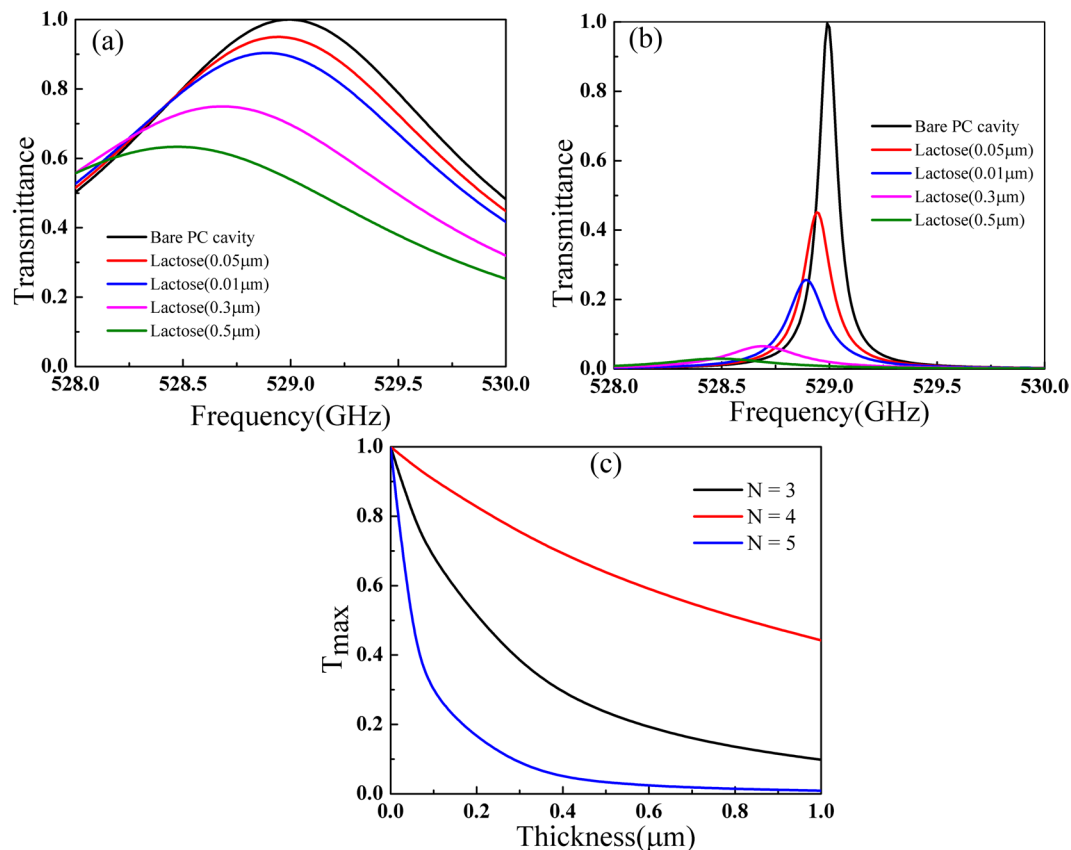 (a)
Transmittance
1.0
0.8
0.6
0.4
0.2
0.0
Bare PC cavity
Lactose(0.05μm)
Lactose(0.01μm)
Lactose(0.3μm)
Lactose(0.5μm)
528.0 528.5 529.0 529.5 530.0
Frequency(GHz)
(b)
Transmittance
1.0
0.8
0.6
0.4
0.2
0.0
Bare PC cavity
Lactose(0.05μm)
Lactose(0.01μm)
Lactose(0.3μm)
Lactose(0.5μm)
528.0 528.5 529.0 529.5 530.0
Frequency(GHz)
(c)
Tmax
1.0
0.8
0.6
0.4
0.2
0.0
N = 3
N = 4
N = 5
0.0 0.2 0.4 0.6 0.8 1.0
Thickness(μm)